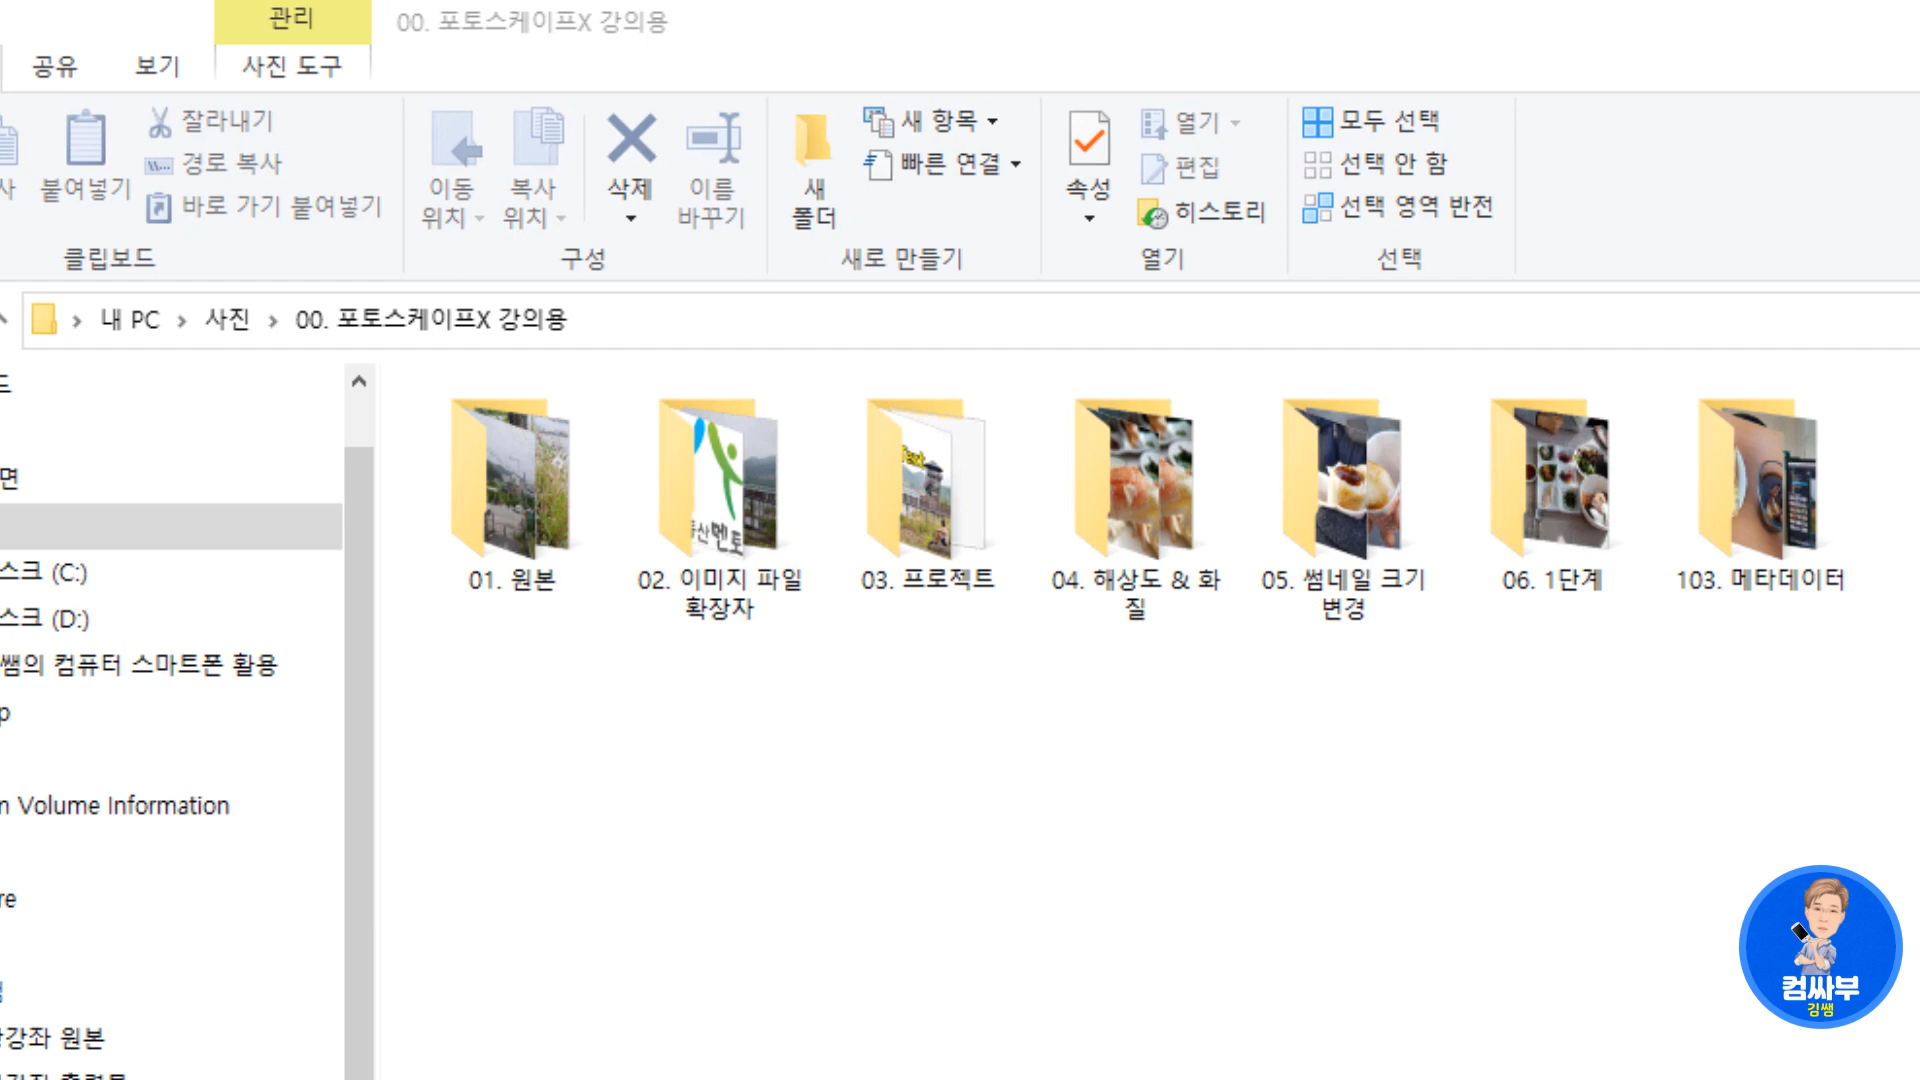 관리
00. 포토스케이프X 강의용
공유
보기
사진 도구
사
붙여넣기
잘라내기
경로 복사
바로 가기 붙여넣기
클립보드
이동
위치
복사
위치
삭제
이름
바꾸기
구성
새
폴더
새 항목
빠른 연결
새로 만들기
속성
열기
편집
히스토리
열기
모두 선택
선택 안 함
선택 영역 반전
선택
내 PC > 사진 > 00. 포토스케이프X 강의용
드
면
스크 (C:)
스크 (D:)
쌤의 컴퓨터 스마트폰 활용
p
m Volume Information
re
강좌 원본
01. 원본
02. 이미지 파일
확장자
03. 프로젝트
04. 해상도 & 화
질
05. 썸네일 크기
변경
06. 1단계
103. 메타데이터
Text
산멘토
컴싸부
김쌤